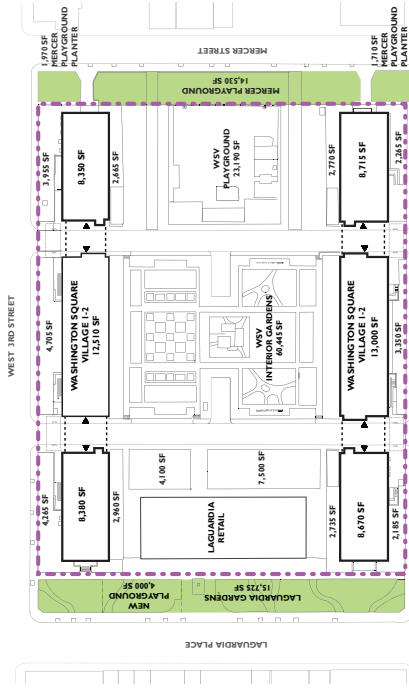 1,970 SF
MERCER
PLAYGROUND
PLANTER
MERCER STREET
1,710 SF
MERCER
PLAYGROUND
PLANTER
MERCER PLAYGROUND
14,530 SF
3,955 SF
8,350 SF
2,665 SF
WSV
PLAYGROUND
23,190 SF
2,770 SF
8,715 SF
2,265 SF
WEST 3RD STREET
4,705 SF
WASHINGTON SQUARE
VILLAGE 1-2
12,510 SF
WSV
INTERIOR GARDENS
60,445 SF
WASHINGTON SQUARE
VILLAGE 1-2
13,000 SF
3,350 SF
4,265 SF
8,380 SF
2,960 SF
4,100 SF
7,500 SF
LAGUARDIA
RETAIL
2,735 SF
8,670 SF
2,185 SF
NEW
PLAYGROUND
4,000 SF
LAGUARDIA GARDENS
15,725 SF
LAGUARDIA PLACE